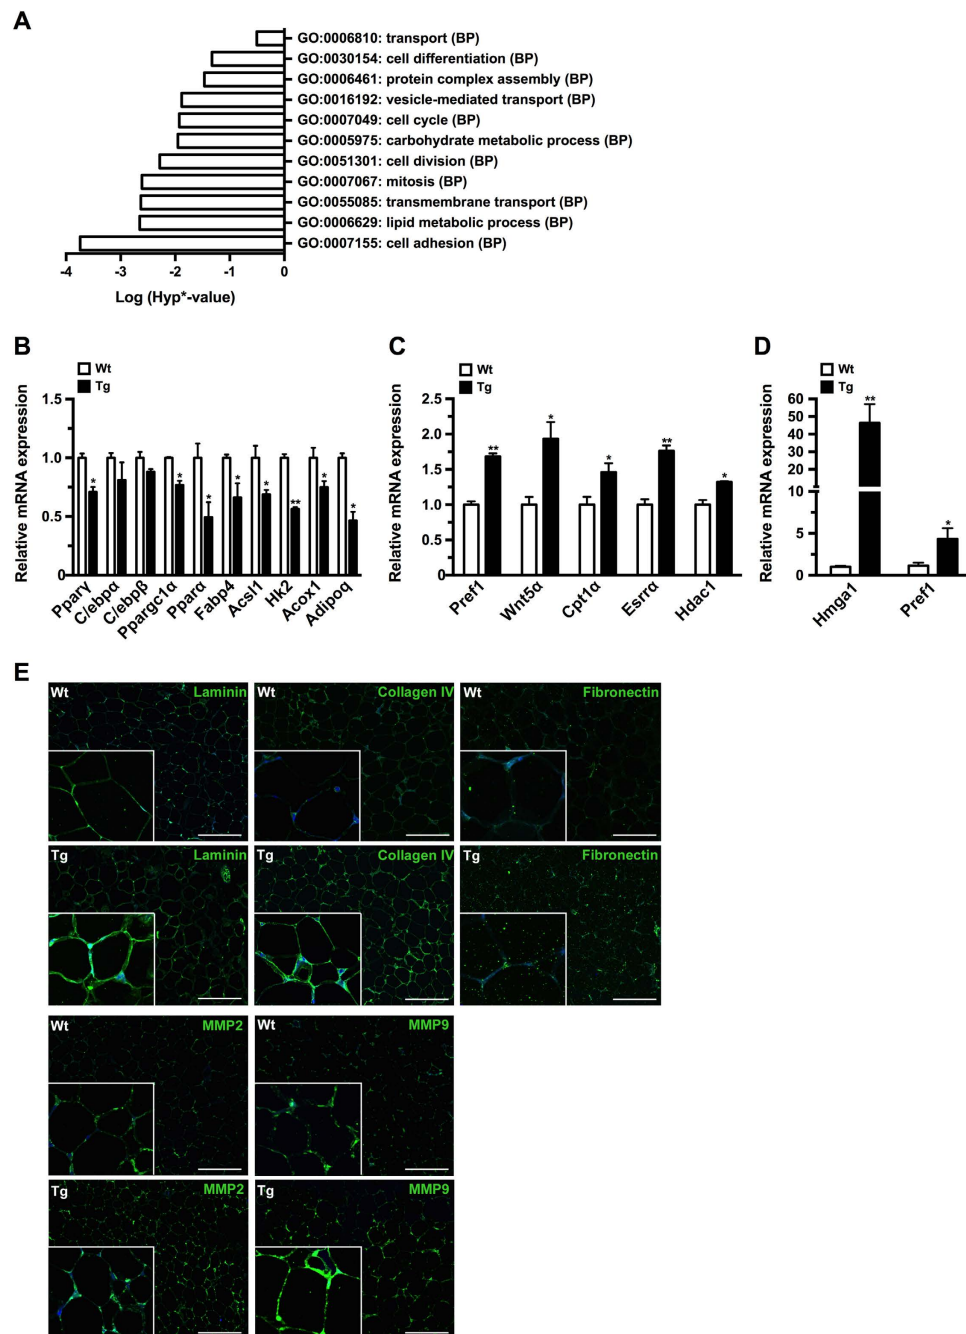 A
GO:0006810: transport (BP)
GO:0030154: cell differentiation (BP)
GO:0006461: protein complex assembly (BP)
GO:0016192: vesicle-mediated transport (BP)
GO:0007049: cell cycle (BP)
GO:0005975: carbohydrate metabolic process (BP)
GO:0051301: cell division (BP)
GO:0007067: mitosis (BP)
GO:0055085: transmembrane transport (BP)
GO:0006629: lipid metabolic process (BP)
GO:0007155: cell adhesion (BP)
-4 -3 -2 -1 0
Log (Hyp*-value)
B
Wt
Tg
Relative mRNA expression
1.5
1.0
0.5
0
* * * * * ** * *
Pparγ C/ebpα C/ebpβ Ppargc1α Pparα Fabp4 Acsl1 Hk2 Acox1 Adipoq
C
Wt
Tg
Relative mRNA expression
2.5
2.0
1.5
1.0
0.5
0
** * * ** *
Pref1 Wnt5α Cpt1α Esrrα Hdac1
D
Wt
Tg
Relative mRNA expression
60
50
40
30
20
10
10
5
0
** *
Hmga1 Pref1
E
Wt Laminin Wt Collagen IV Wt Fibronectin
Tg Laminin Tg Collagen IV Tg Fibronectin
Wt MMP2 Wt MMP9
Tg MMP2 Tg MMP9